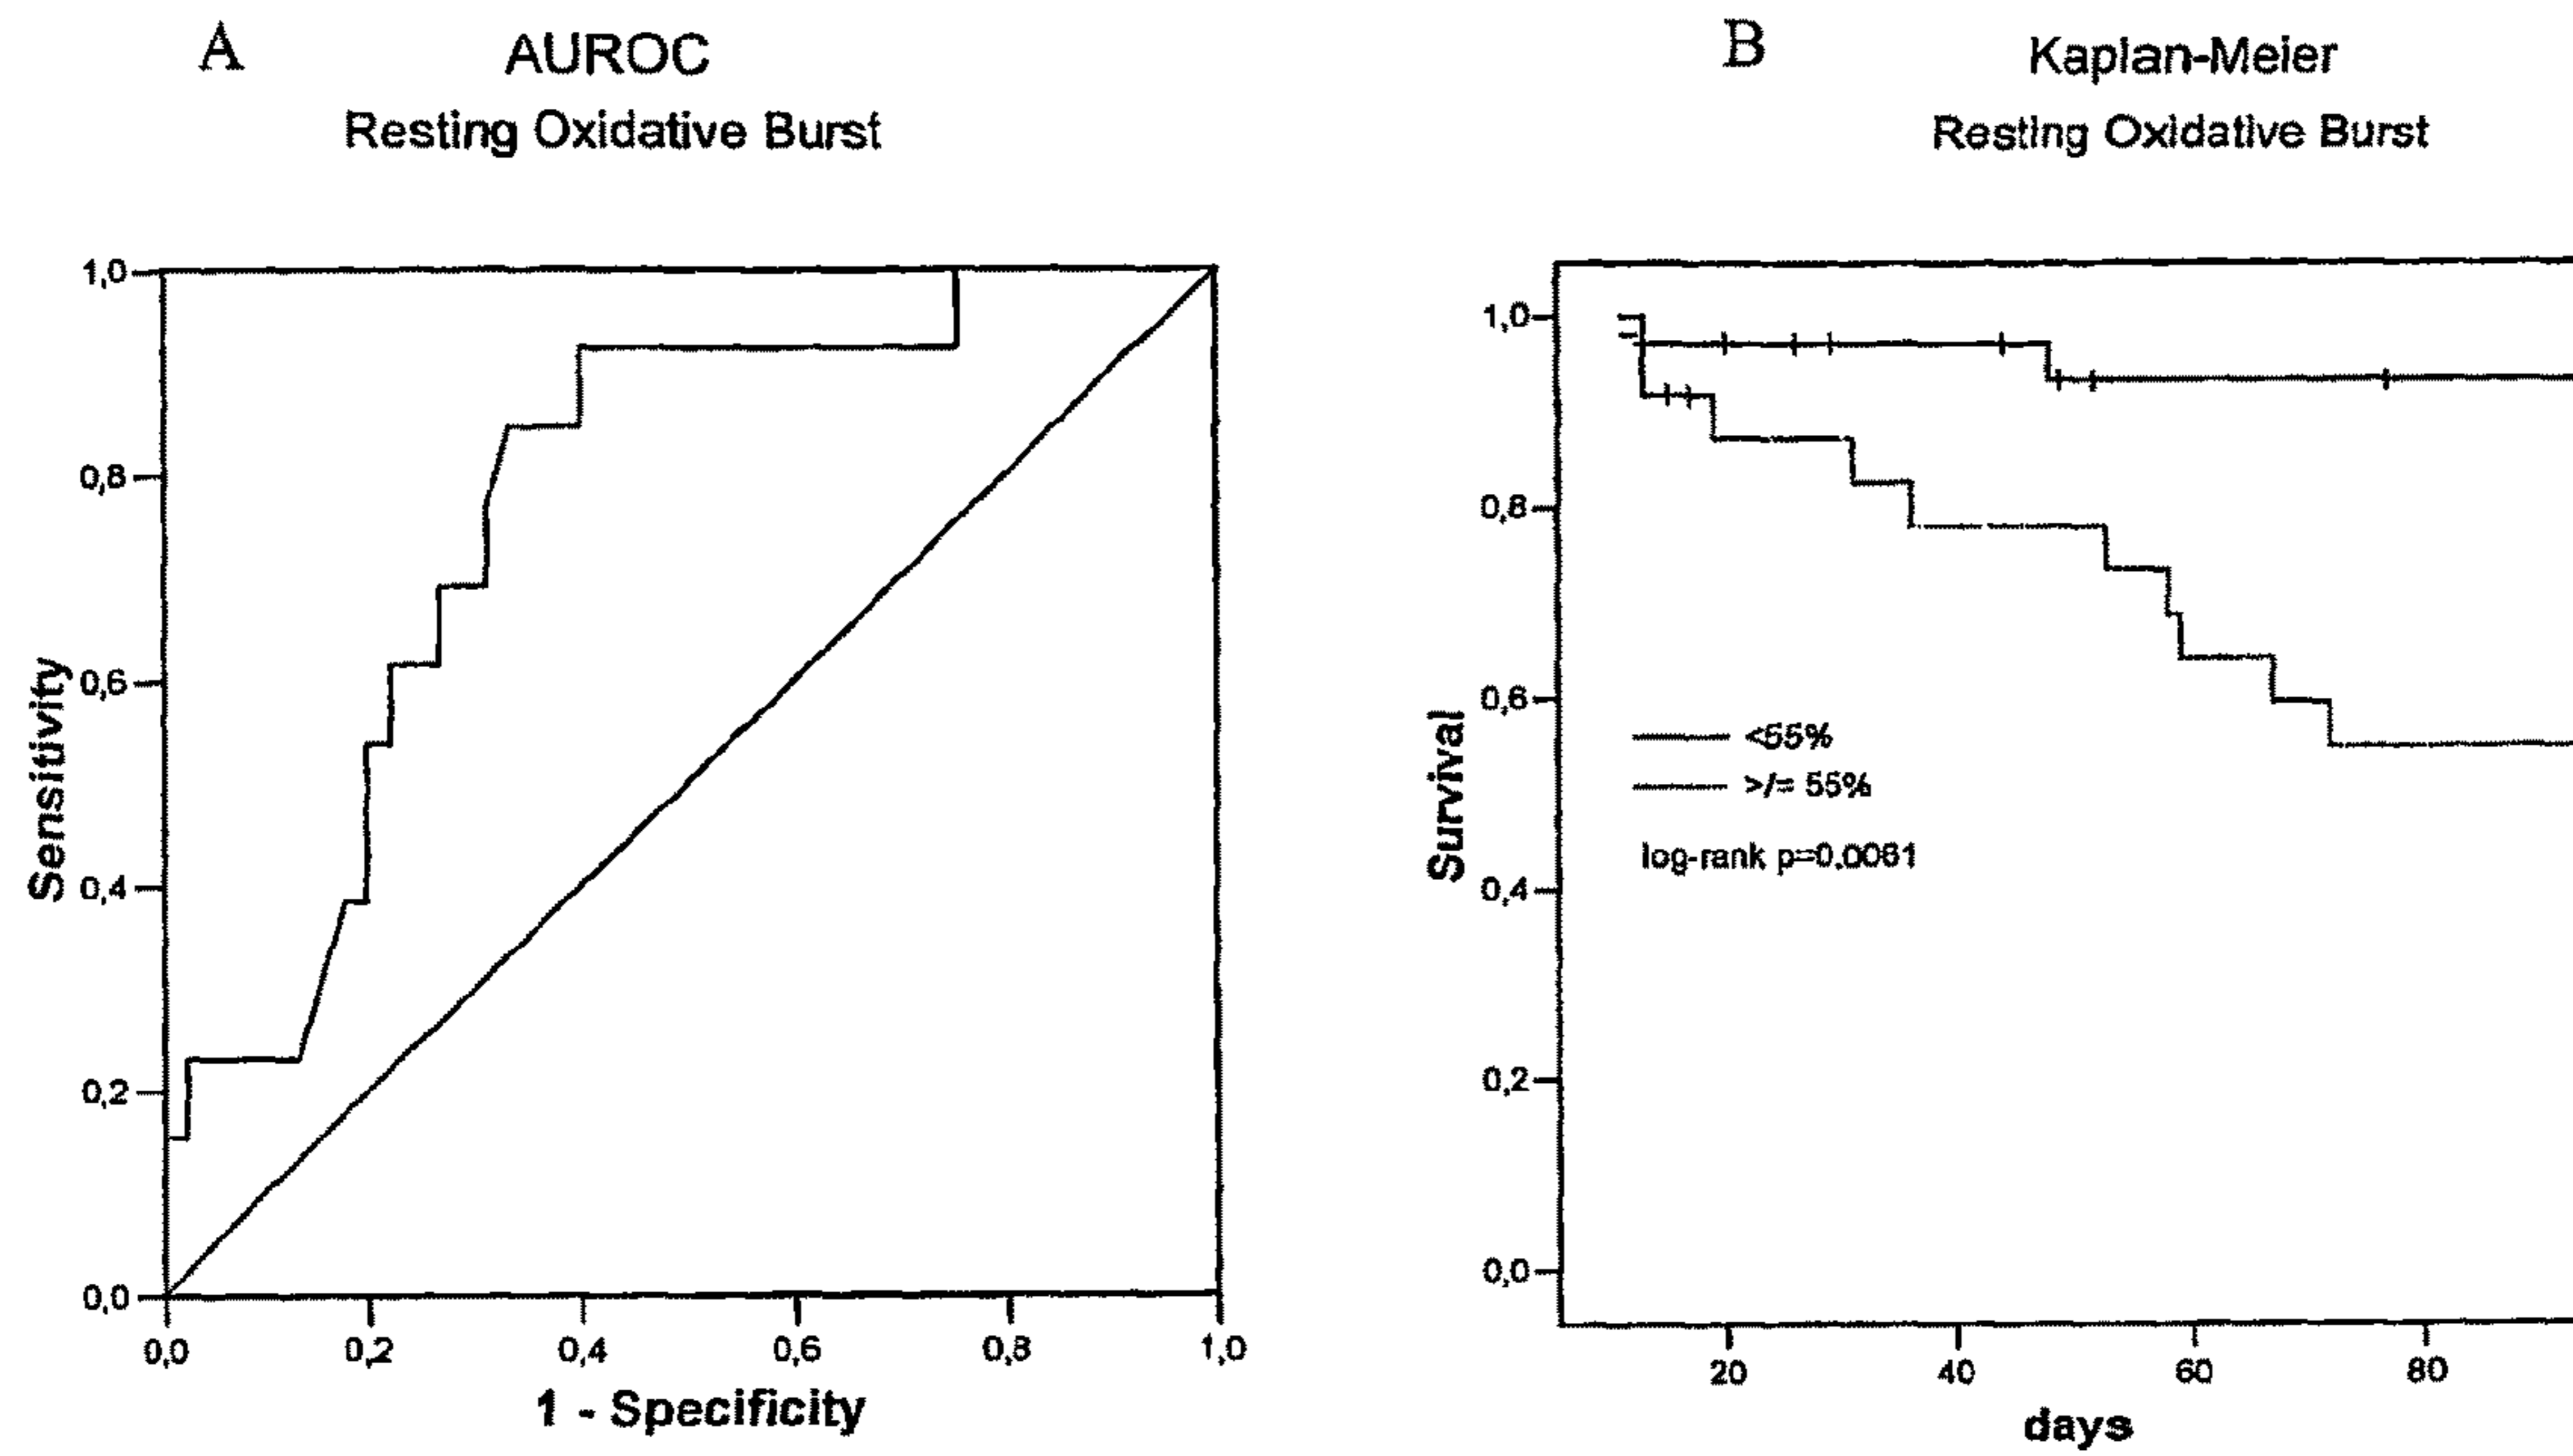 A
AUROC
Resting Oxidative Burst
1,0
0,8
0,6
0,4
0,2
0,0
Sensitivity
0,0 0,2 0,4 0,6 0,8 1,0
1 - Specificity
B
Kaplan-Meier
Resting Oxidative Burst
1,0
0,8
0,6
0,4
0,2
0,0
Survival
<55%
>/= 55%
log-rank p=0.0061
20 40 60 80
days